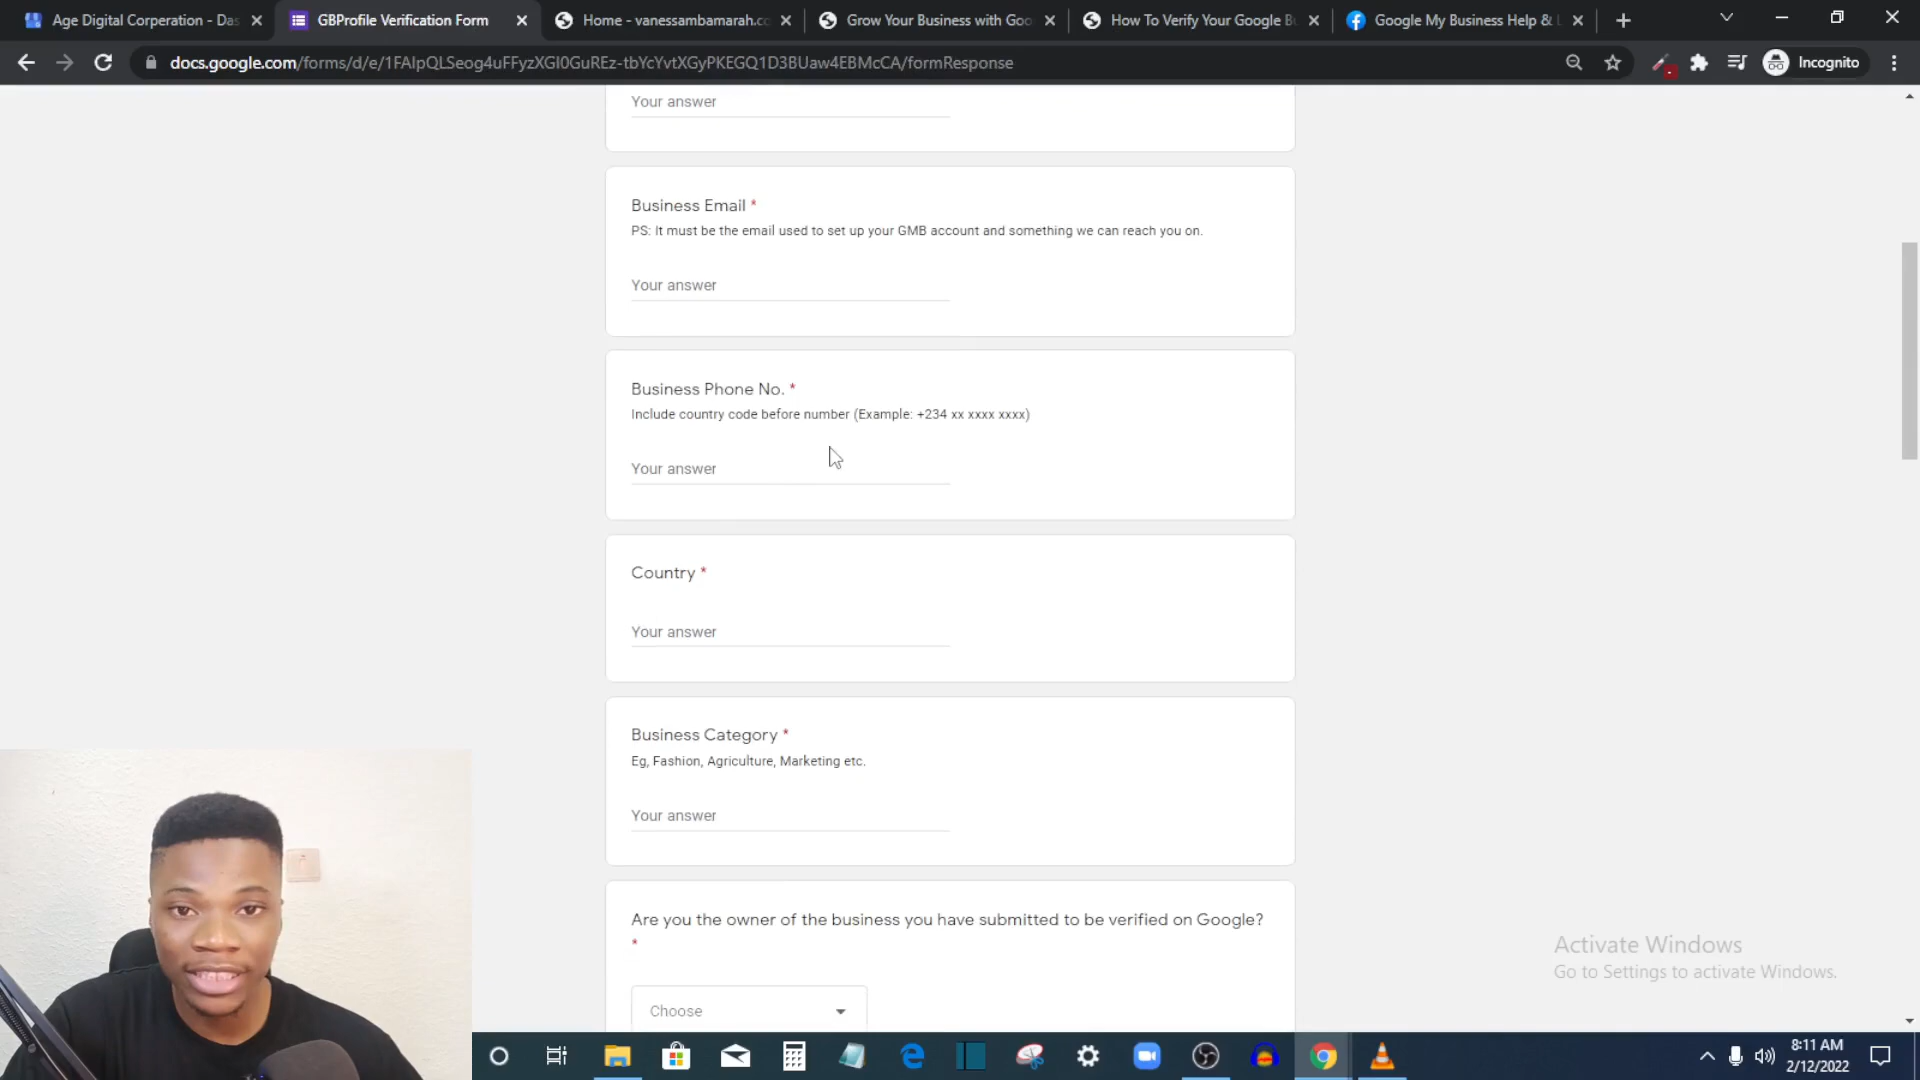 Age Digital Corperation - Das
GBProfile Verification Form
Home - vanessambamarah.co
Grow Your Business with Goo
How To Verify Your Google Bu
Google My Business Help & L
docs.google.com/forms/d/e/1FAIpQLSeog4uFFyzXGI0GuREz-tbYcYvtXGyPKEGQ1D3BUaw4EBMcCA/formResponse
Incognito
Your answer
Business Email *
PS: It must be the email used to set up your GMB account and something we can reach you on.
Your answer
Business Phone No. *
Include country code before number (Example: +234 xx xxxx xxxx)
Your answer
Country *
Your answer
Business Category *
Eg, Fashion, Agriculture, Marketing etc.
Your answer
Are you the owner of the business you have submitted to be verified on Google?
*
Choose
Activate Windows
Go to Settings to activate Windows.
8:11 AM
2/12/2022